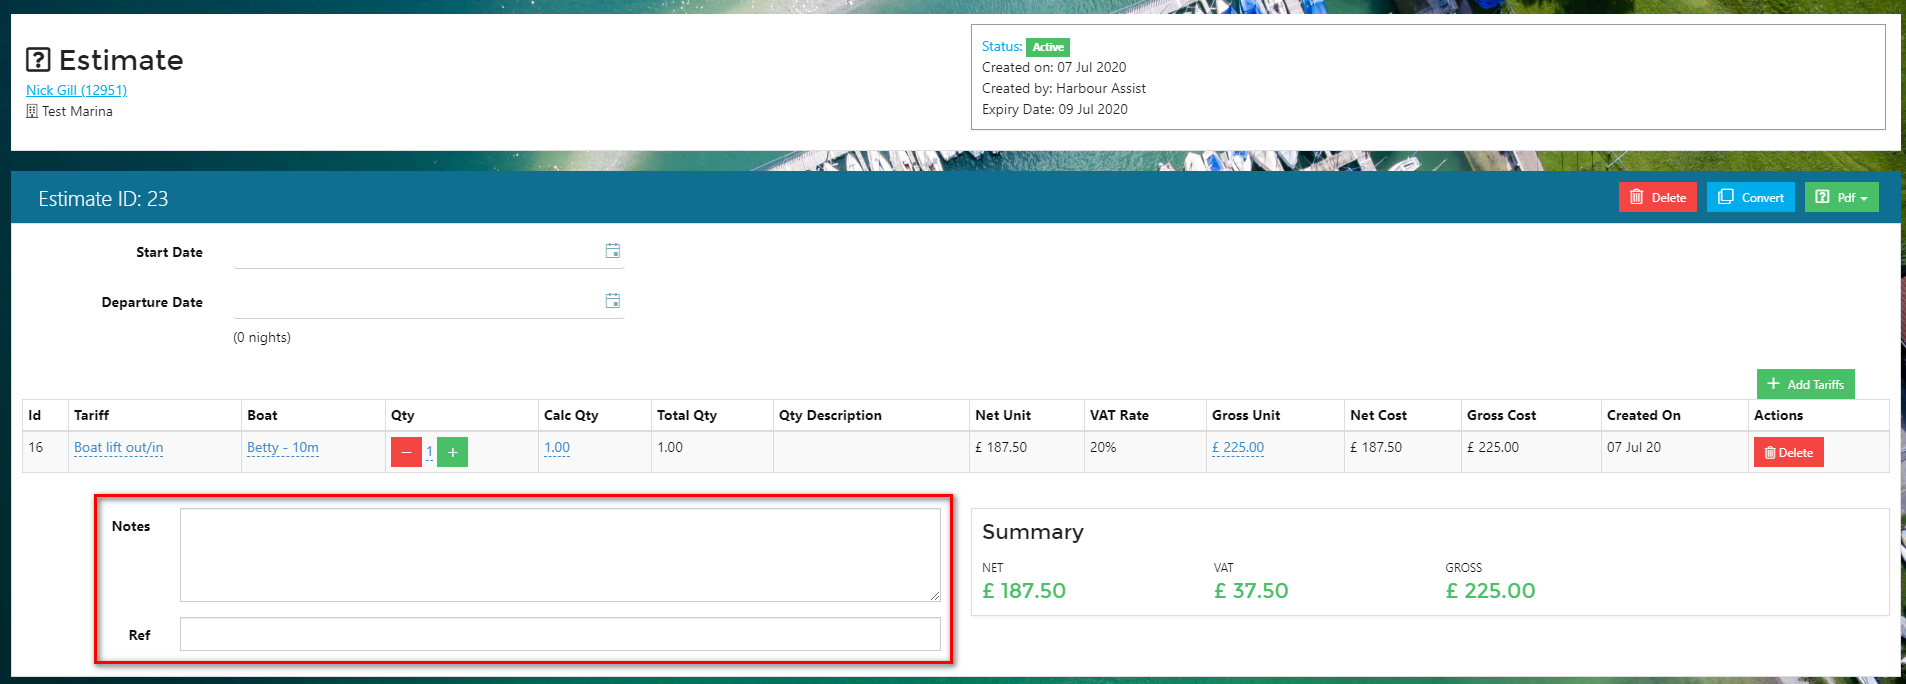 Estimate
Nick Gill (12951)
Test Marina
Status: Active
Created on: 07 Jul 2020
Created by: Harbour Assist
Expiry Date: 09 Jul 2020
Estimate ID: 23
Delete
Convert
Pdf
Start Date
Departure Date
(0 nights)
+ Add Tariffs
Id Tariff Boat Qty Calc Qty Total Qty Qty Description Net Unit VAT Rate Gross Unit Net Cost Gross Cost Created On Actions
16 Boat lift out/in Betty - 10m − 1 + 1.00 1.00 £ 187.50 20% £ 225.00 £ 187.50 £ 225.00 07 Jul 20 Delete
Notes
Ref
Summary
NET VAT GROSS
£ 187.50 £ 37.50 £ 225.00